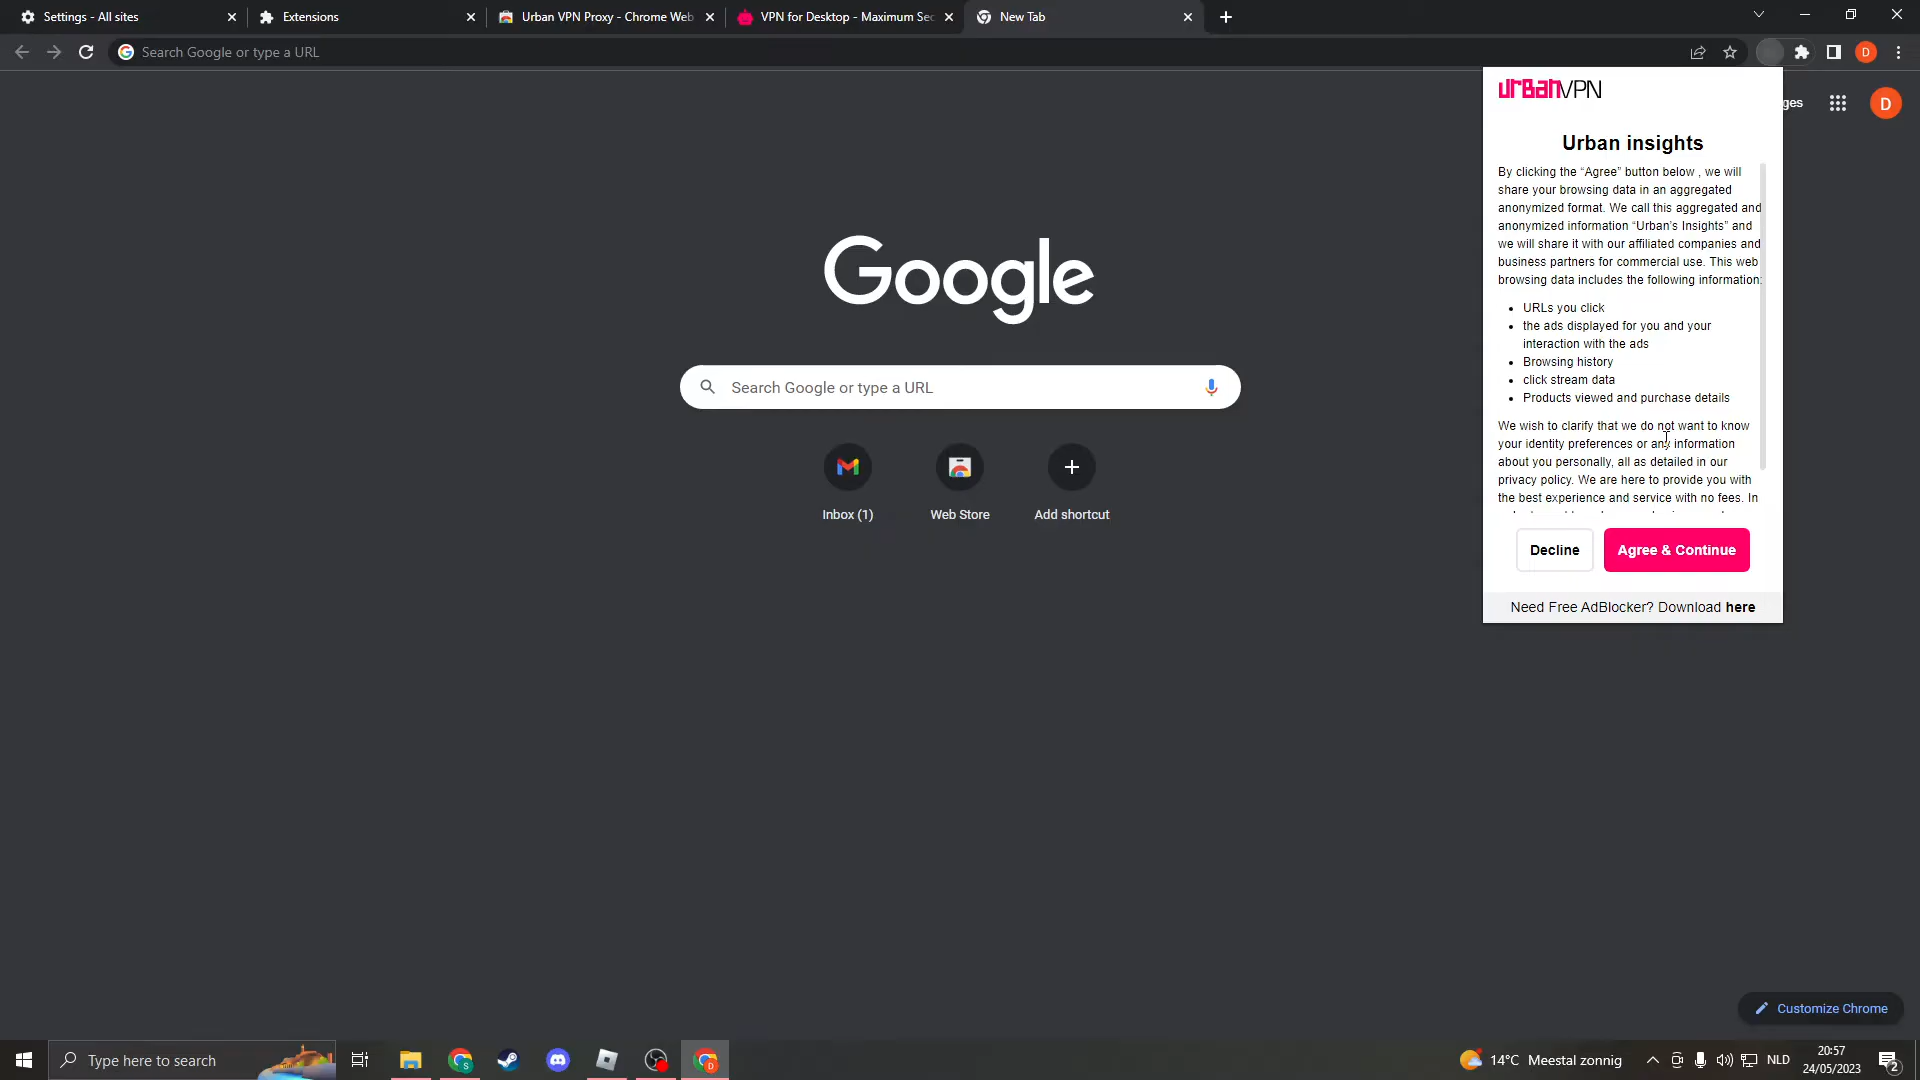 Settings - All sites
Extensions
Urban VPN Proxy - Chrome Web
VPN for Desktop - Maximum Sec
New Tab
Search Google or type a URL
D
urBanVPN
ges
D
Urban insights
By clicking the “Agree” button below , we will
share your browsing data in an aggregated
anonymized format. We call this aggregated and
anonymized information “Urban’s Insights” and
we will share it with our affiliated companies and
business partners for commercial use. This web
browsing data includes the following information:
• URLs you click
• the ads displayed for you and your
interaction with the ads
• Browsing history
• click stream data
• Products viewed and purchase details
We wish to clarify that we do not want to know
your identity preferences or any information
about you personally, all as detailed in our
privacy policy. We are here to provide you with
the best experience and service with no fees. In
Decline
Agree & Continue
Need Free AdBlocker? Download here
Google
Search Google or type a URL
Inbox (1)
Web Store
Add shortcut
Customize Chrome
Type here to search
S
D
14°C Meestal zonnig
NLD
20:57
24/05/2023
2